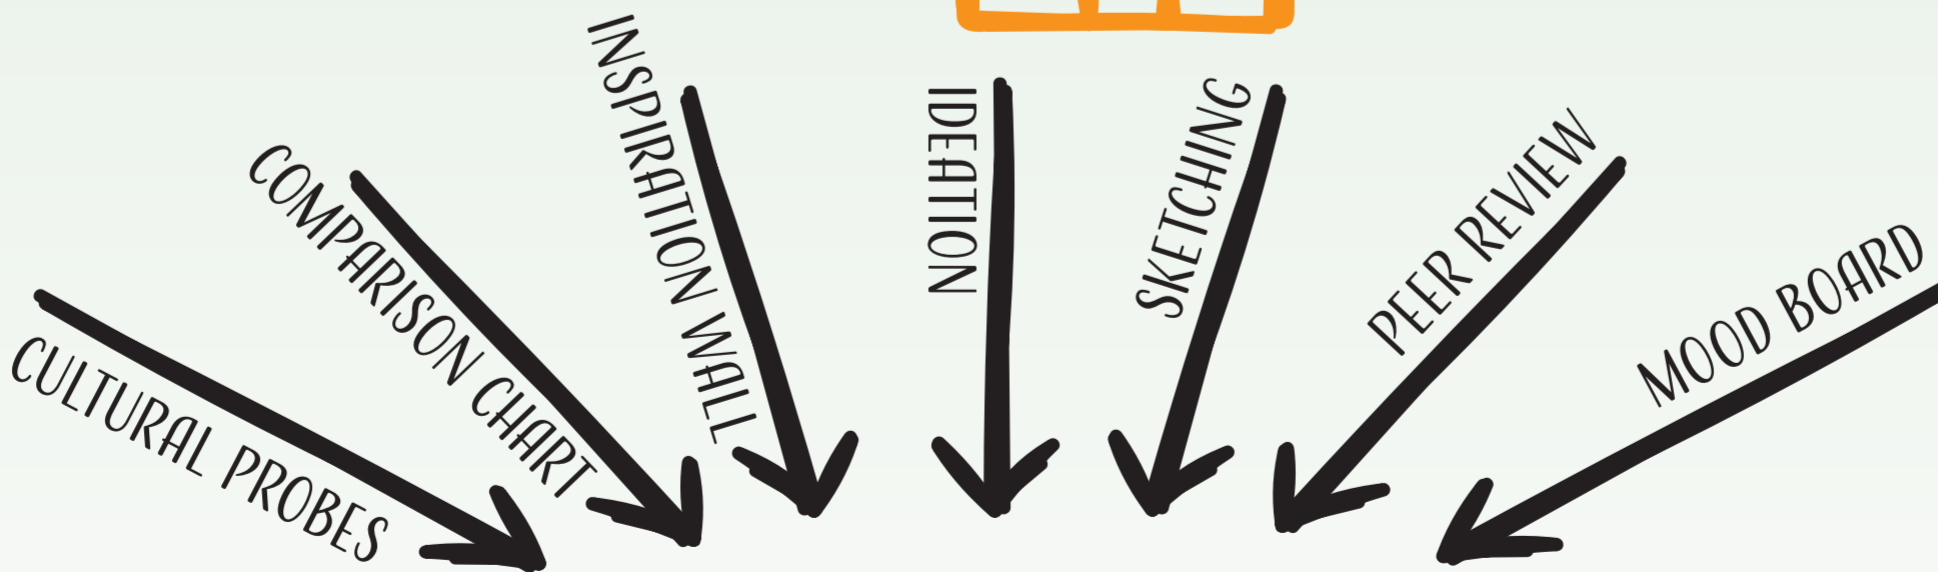 CULTURAL PROBES
COMPARISON CHART
INSPIRATION WALL
IDEATION
SKETCHING
PEER REVIEW
MOOD BOARD